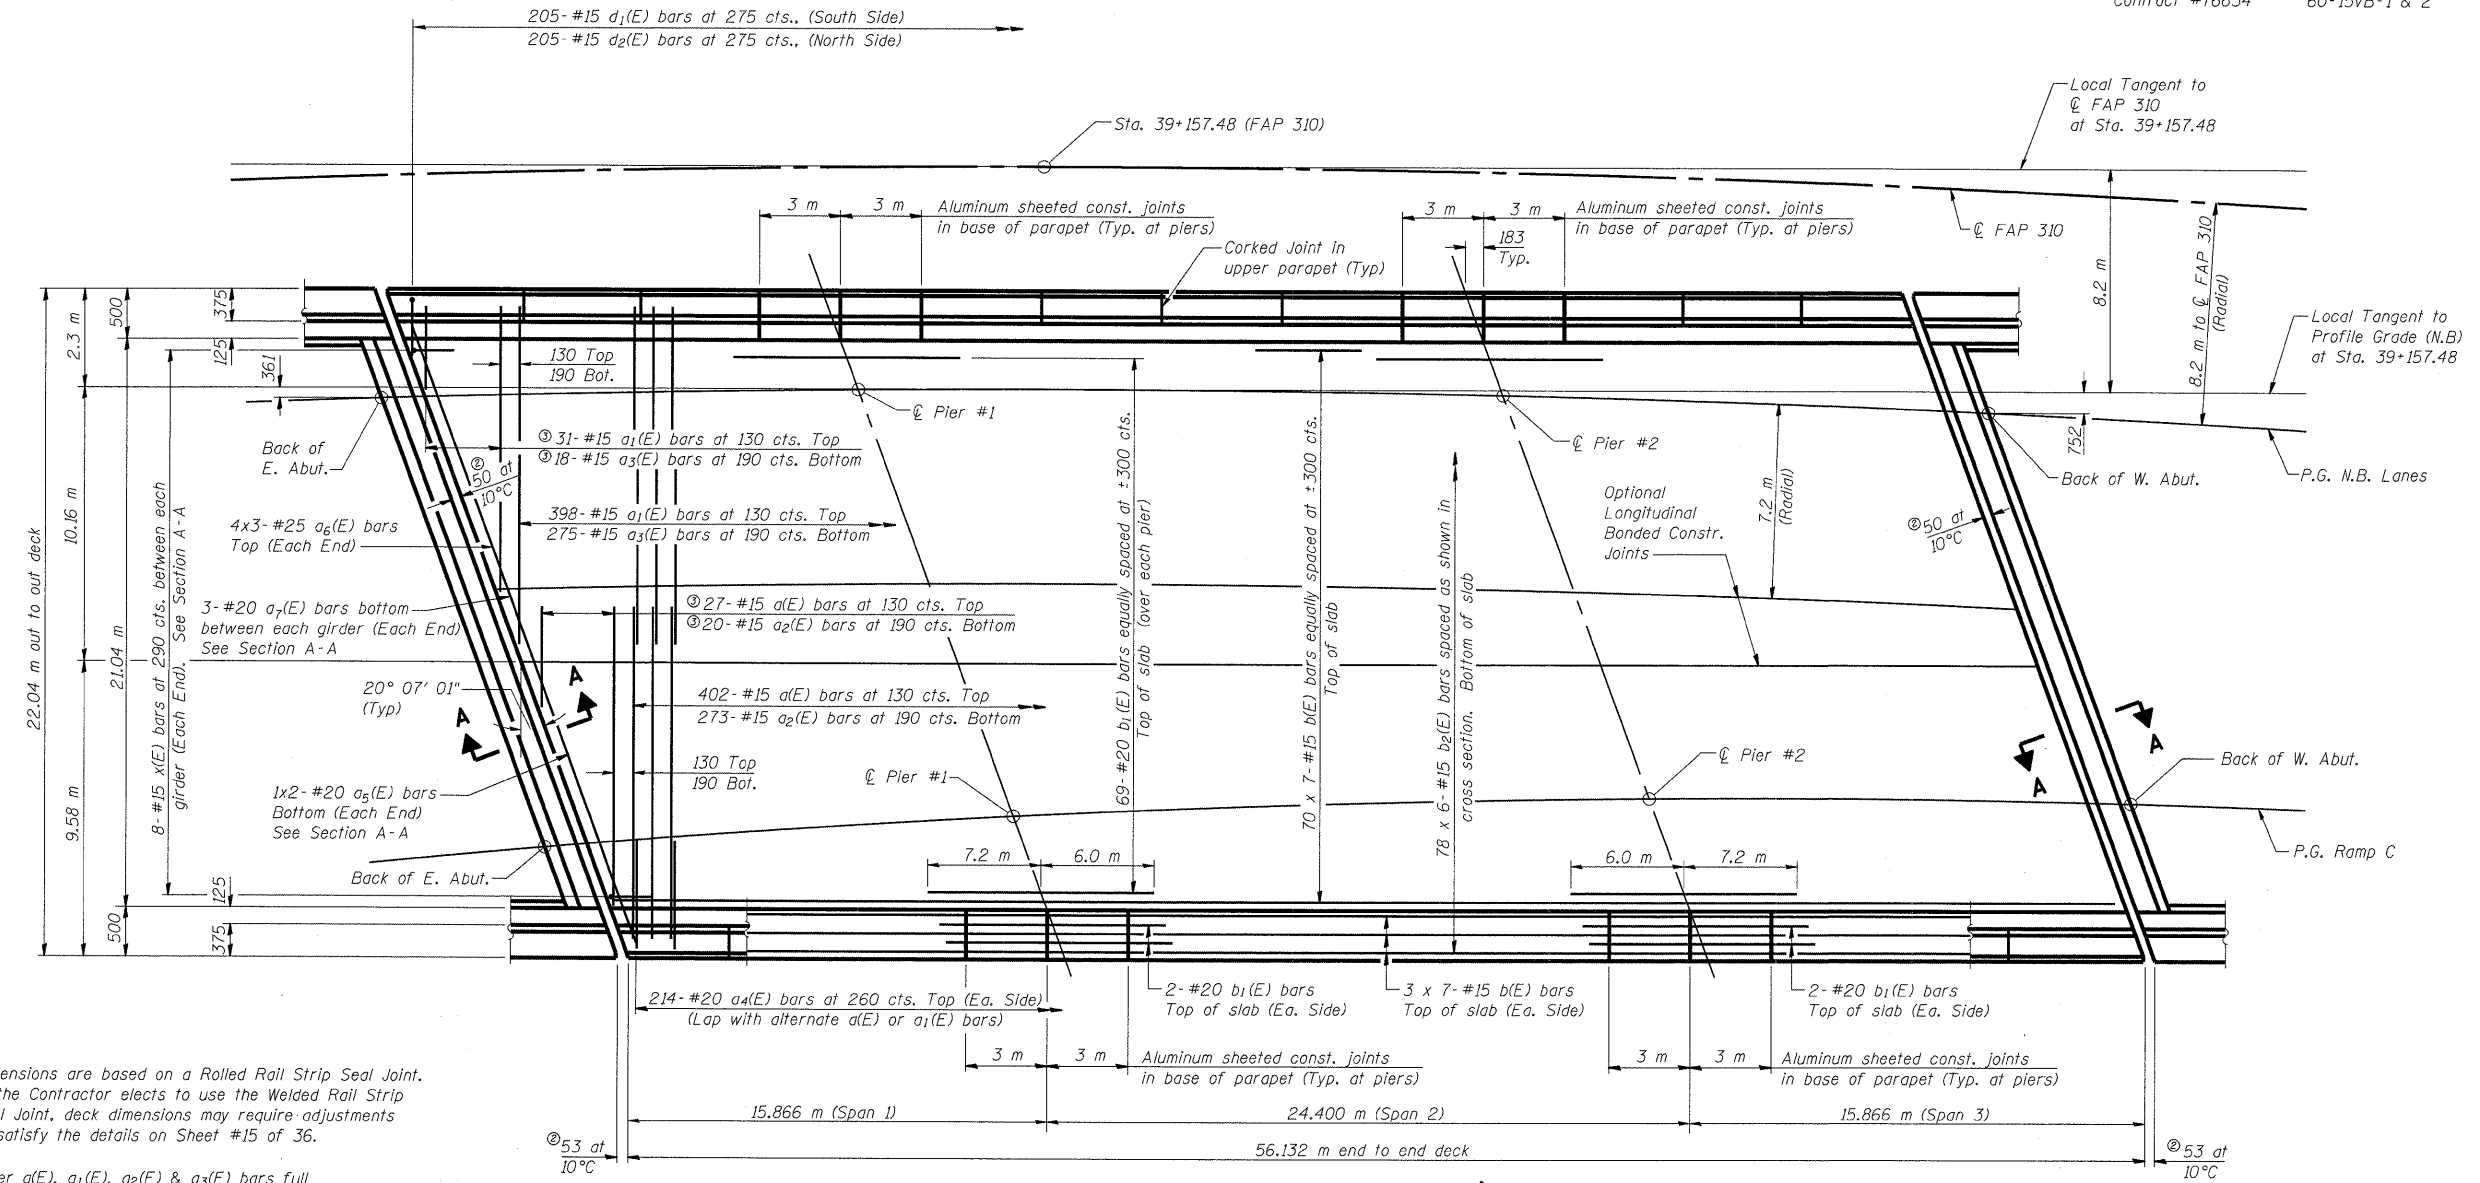 Contract #76654 60-15VB-1 & 2
205-#15 d1(E) bars at 275 cts., (South Side)
205-#15 d2(E) bars at 275 cts., (North Side)
Local Tangent to
℄ FAP 310
at Sta. 39+157.48
Sta. 39+157.48 (FAP 310)
3 m
3 m
Aluminum sheeted const. joints
in base of parapet (Typ. at piers)
3 m
3 m
Aluminum sheeted const. joints
in base of parapet (Typ. at piers)
183
Typ.
Corked Joint in
upper parapet (Typ)
℄ FAP 310
8.2 m
8.2 m to ℄ FAP 310
(Radial)
Local Tangent to
Profile Grade (N.B)
at Sta. 39+157.48
2.3 m
500
375
125
361
130 Top
190 Bot.
℄ Pier #1
℄ Pier #2
752
Back of
E. Abut.
③ 31-#15 a1(E) bars at 130 cts. Top
③ 18-#15 a3(E) bars at 190 cts. Bottom
② 50 at
10°C
Back of W. Abut.
P.G. N.B. Lanes
22.04 m out to out deck
10.16 m
21.04 m
8-#15 x(E) bars at 290 cts. between each
girder (Each End). See Section A-A
4x3-#25 a6(E) bars
Top (Each End)
398-#15 a1(E) bars at 130 cts. Top
275-#15 a3(E) bars at 190 cts. Bottom
Optional
Longitudinal
Bonded Constr.
Joints
7.2 m
(Radial)
② 50 at
10°C
3-#20 a7(E) bars bottom
between each girder (Each End)
See Section A-A
③ 27-#15 a(E) bars at 130 cts. Top
③ 20-#15 a2(E) bars at 190 cts. Bottom
69-#20 b1(E) bars equally spaced at ±300 cts.
Top of slab (over each pier)
70 x 7-#15 b(E) bars equally spaced at ±300 cts.
Top of slab
78 x 6-#15 b2(E) bars spaced as shown in
cross section. Bottom of slab
20° 07' 01"
(Typ)
A
A
402-#15 a(E) bars at 130 cts. Top
273-#15 a2(E) bars at 190 cts. Bottom
130 Top
190 Bot.
℄ Pier #1
℄ Pier #2
A
A
Back of W. Abut.
9.58 m
1x2-#20 a5(E) bars
Bottom (Each End)
See Section A-A
Back of E. Abut.
7.2 m
6.0 m
6.0 m
7.2 m
P.G. Ramp C
125
500
375
214-#20 a4(E) bars at 260 cts. Top (Ea. Side)
(Lap with alternate a(E) or a1(E) bars)
2-#20 b1(E) bars
Top of slab (Ea. Side)
3 x 7-#15 b(E) bars
Top of slab (Ea. Side)
2-#20 b1(E) bars
Top of slab (Ea. Side)
3 m
3 m
Aluminum sheeted const. joints
in base of parapet (Typ. at piers)
3 m
3 m
Aluminum sheeted const. joints
in base of parapet (Typ. at piers)
ensions are based on a Rolled Rail Strip Seal Joint.
the Contractor elects to use the Welded Rail Strip
l Joint, deck dimensions may require adjustments
satisfy the details on Sheet #15 of 36.
15.866 m (Span 1)
24.400 m (Span 2)
15.866 m (Span 3)
② 53 at
10°C
56.132 m end to end deck
② 53 at
10°C
er a(E), a1(E), a2(E) & a3(E) bars full